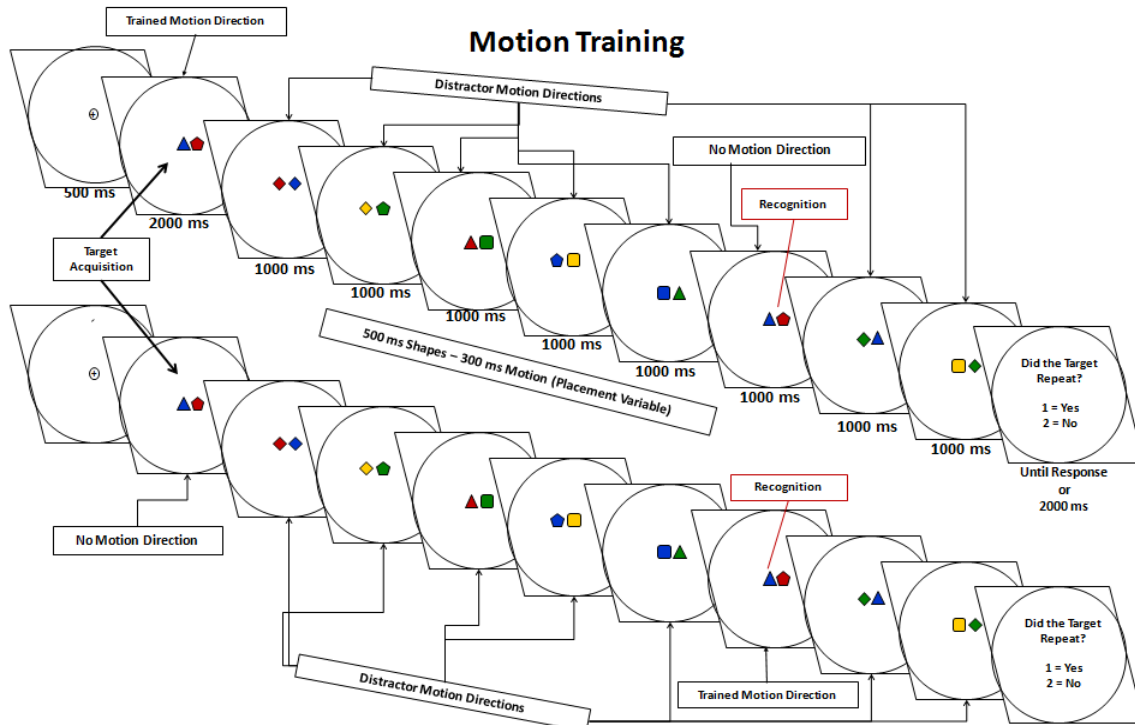 Motion Training
Trained Motion Direction
Distractor Motion Directions
No Motion Direction
Recognition
500 ms
2000 ms
Target
Acquisition
1000 ms
1000 ms
1000 ms
1000 ms
1000 ms
1000 ms
1000 ms
1000 ms
500 ms Shapes – 300 ms Motion (Placement Variable)
Did the Target
Repeat?
1 = Yes
2 = No
Until Response
or
2000 ms
No Motion Direction
Recognition
Distractor Motion Directions
Trained Motion Direction
Did the Target
Repeat?
1 = Yes
2 = No